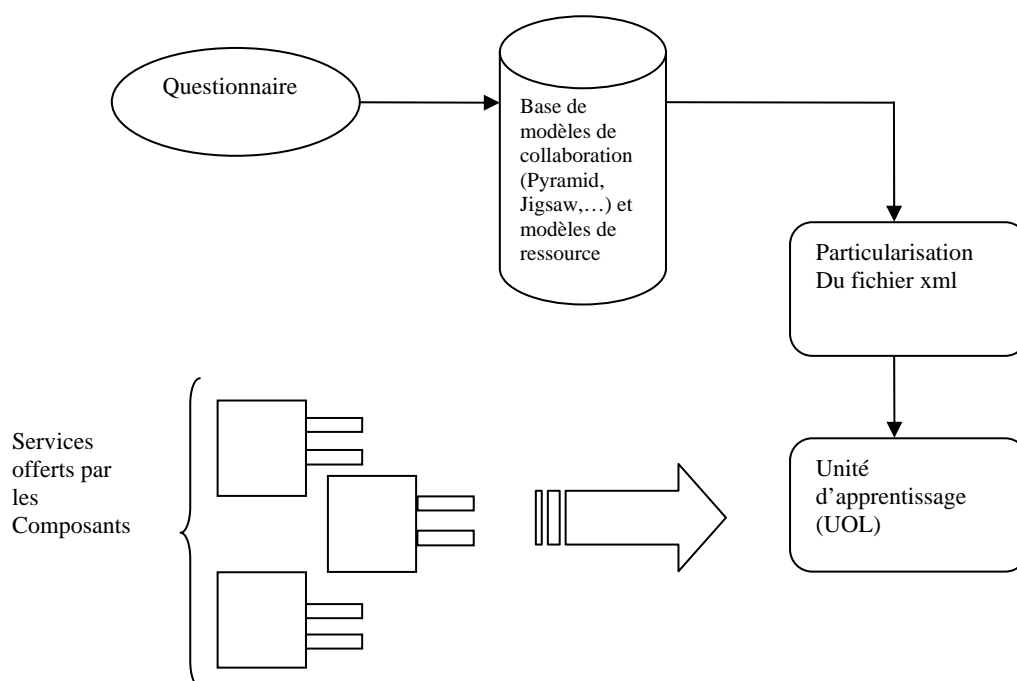 Questionnaire
Base de
modèles de
collaboration
(Pyramid,
Jigsaw,…) et
modèles de
ressource
Particularisation
Du fichier xml
Services
offerts par
les
Composants
Unité
d’apprentissage
(UOL)